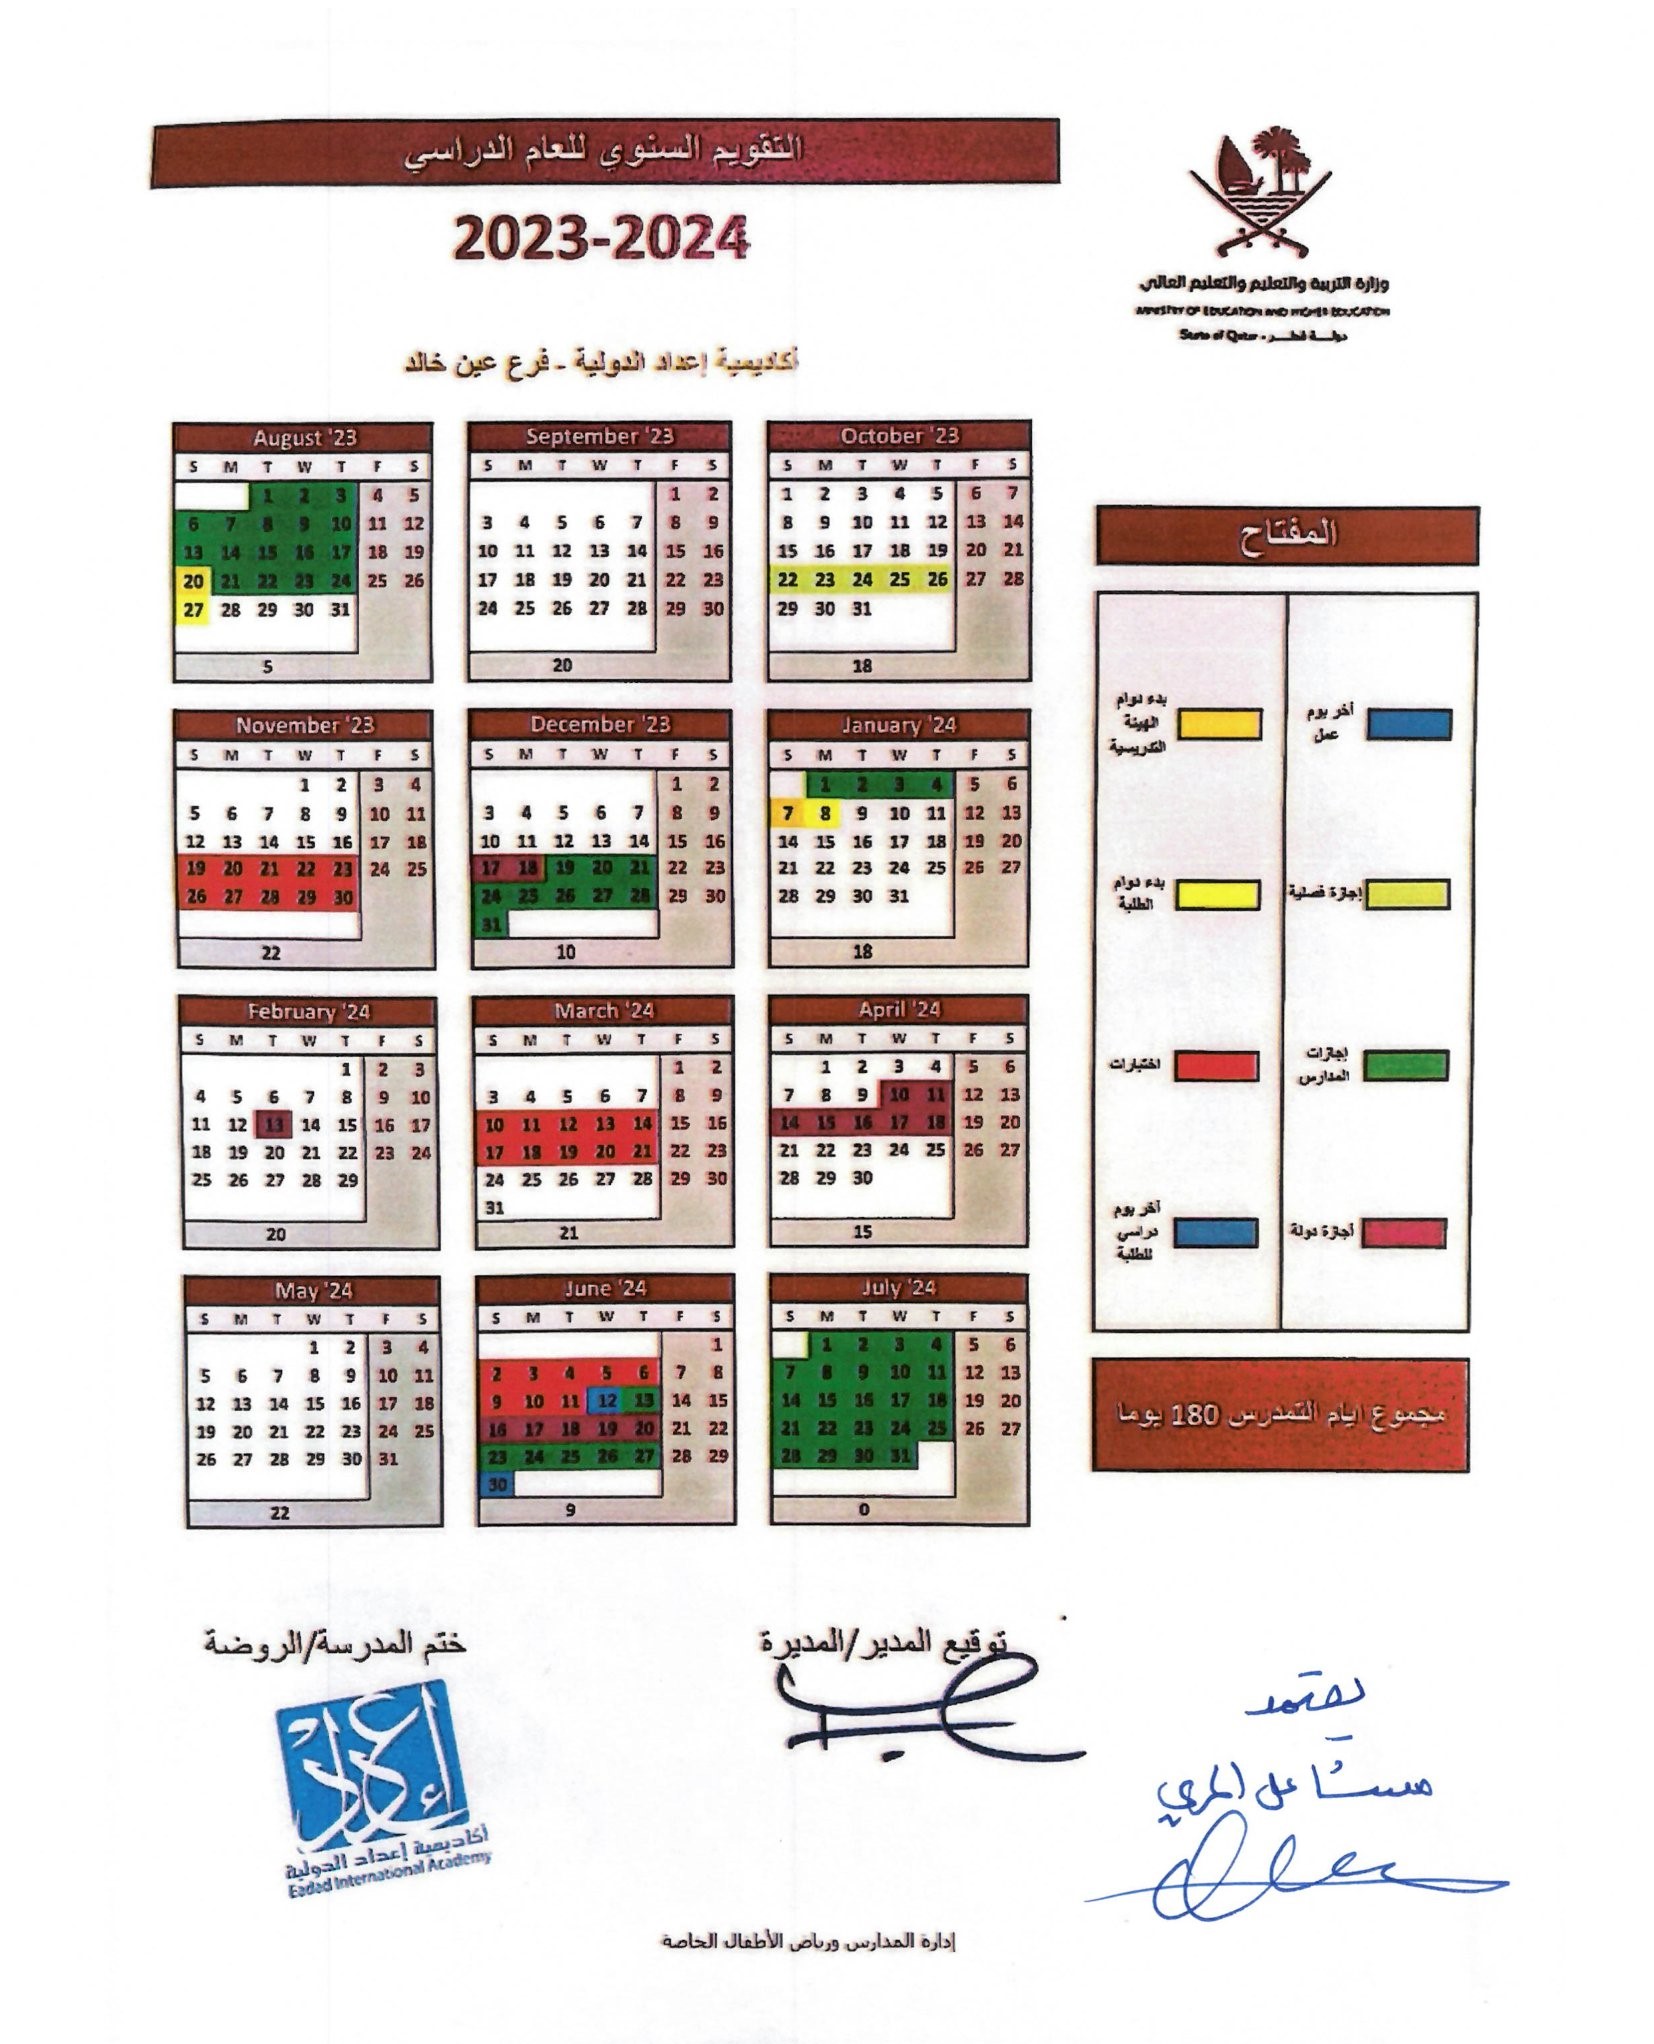 التقويم السنوي للعام الدراسي
2023-2024
وزارة التربية والتعليم والتعليم العالي
MINISTRY OF EDUCATION AND HIGHER EDUCATION
State of Qatar - دولـة قطـر
أكاديمية إعداد الدولية - فرع عين خالد
August '23
S M T W T F S
1 2 3 4 5
6 7 8 9 10 11 12
13 14 15 16 17 18 19
20 21 22 23 24 25 26
27 28 29 30 31
5
September '23
S M T W T F S
1 2
3 4 5 6 7 8 9
10 11 12 13 14 15 16
17 18 19 20 21 22 23
24 25 26 27 28 29 30
20
October '23
S M T W T F S
1 2 3 4 5 6 7
8 9 10 11 12 13 14
15 16 17 18 19 20 21
22 23 24 25 26 27 28
29 30 31
18
November '23
S M T W T F S
1 2 3 4
5 6 7 8 9 10 11
12 13 14 15 16 17 18
19 20 21 22 23 24 25
26 27 28 29 30
22
December '23
S M T W T F S
1 2
3 4 5 6 7 8 9
10 11 12 13 14 15 16
17 18 19 20 21 22 23
24 25 26 27 28 29 30
31
10
January '24
S M T W T F S
1 2 3 4 5 6
7 8 9 10 11 12 13
14 15 16 17 18 19 20
21 22 23 24 25 26 27
28 29 30 31
18
February '24
S M T W T F S
1 2 3
4 5 6 7 8 9 10
11 12 13 14 15 16 17
18 19 20 21 22 23 24
25 26 27 28 29
20
March '24
S M T W T F S
1 2
3 4 5 6 7 8 9
10 11 12 13 14 15 16
17 18 19 20 21 22 23
24 25 26 27 28 29 30
31
21
April '24
S M T W T F S
1 2 3 4 5 6
7 8 9 10 11 12 13
14 15 16 17 18 19 20
21 22 23 24 25 26 27
28 29 30
15
May '24
S M T W T F S
1 2 3 4
5 6 7 8 9 10 11
12 13 14 15 16 17 18
19 20 21 22 23 24 25
26 27 28 29 30 31
22
June '24
S M T W T F S
1
2 3 4 5 6 7 8
9 10 11 12 13 14 15
16 17 18 19 20 21 22
23 24 25 26 27 28 29
30
9
July '24
S M T W T F S
1 2 3 4 5 6
7 8 9 10 11 12 13
14 15 16 17 18 19 20
21 22 23 24 25 26 27
28 29 30 31
0
المفتاح
أخر يوم
عمل
بدء دوام
الهيئة
التدريسية
إجازة فصلية
بدء دوام
الطلبة
إجازات
المدارس
اختبارات
أجازة دولة
أخر يوم
دراسي
للطلبة
مجموع ايام التمدرس 180 يوما
توقيع المدير/المديرة
ختم المدرسة/الروضة
يعتمد
مشاعل المري
إعداد
أكاديمية إعداد الدولية
Eadad International Academy
إدارة المدارس ورياض الأطفال الخاصة